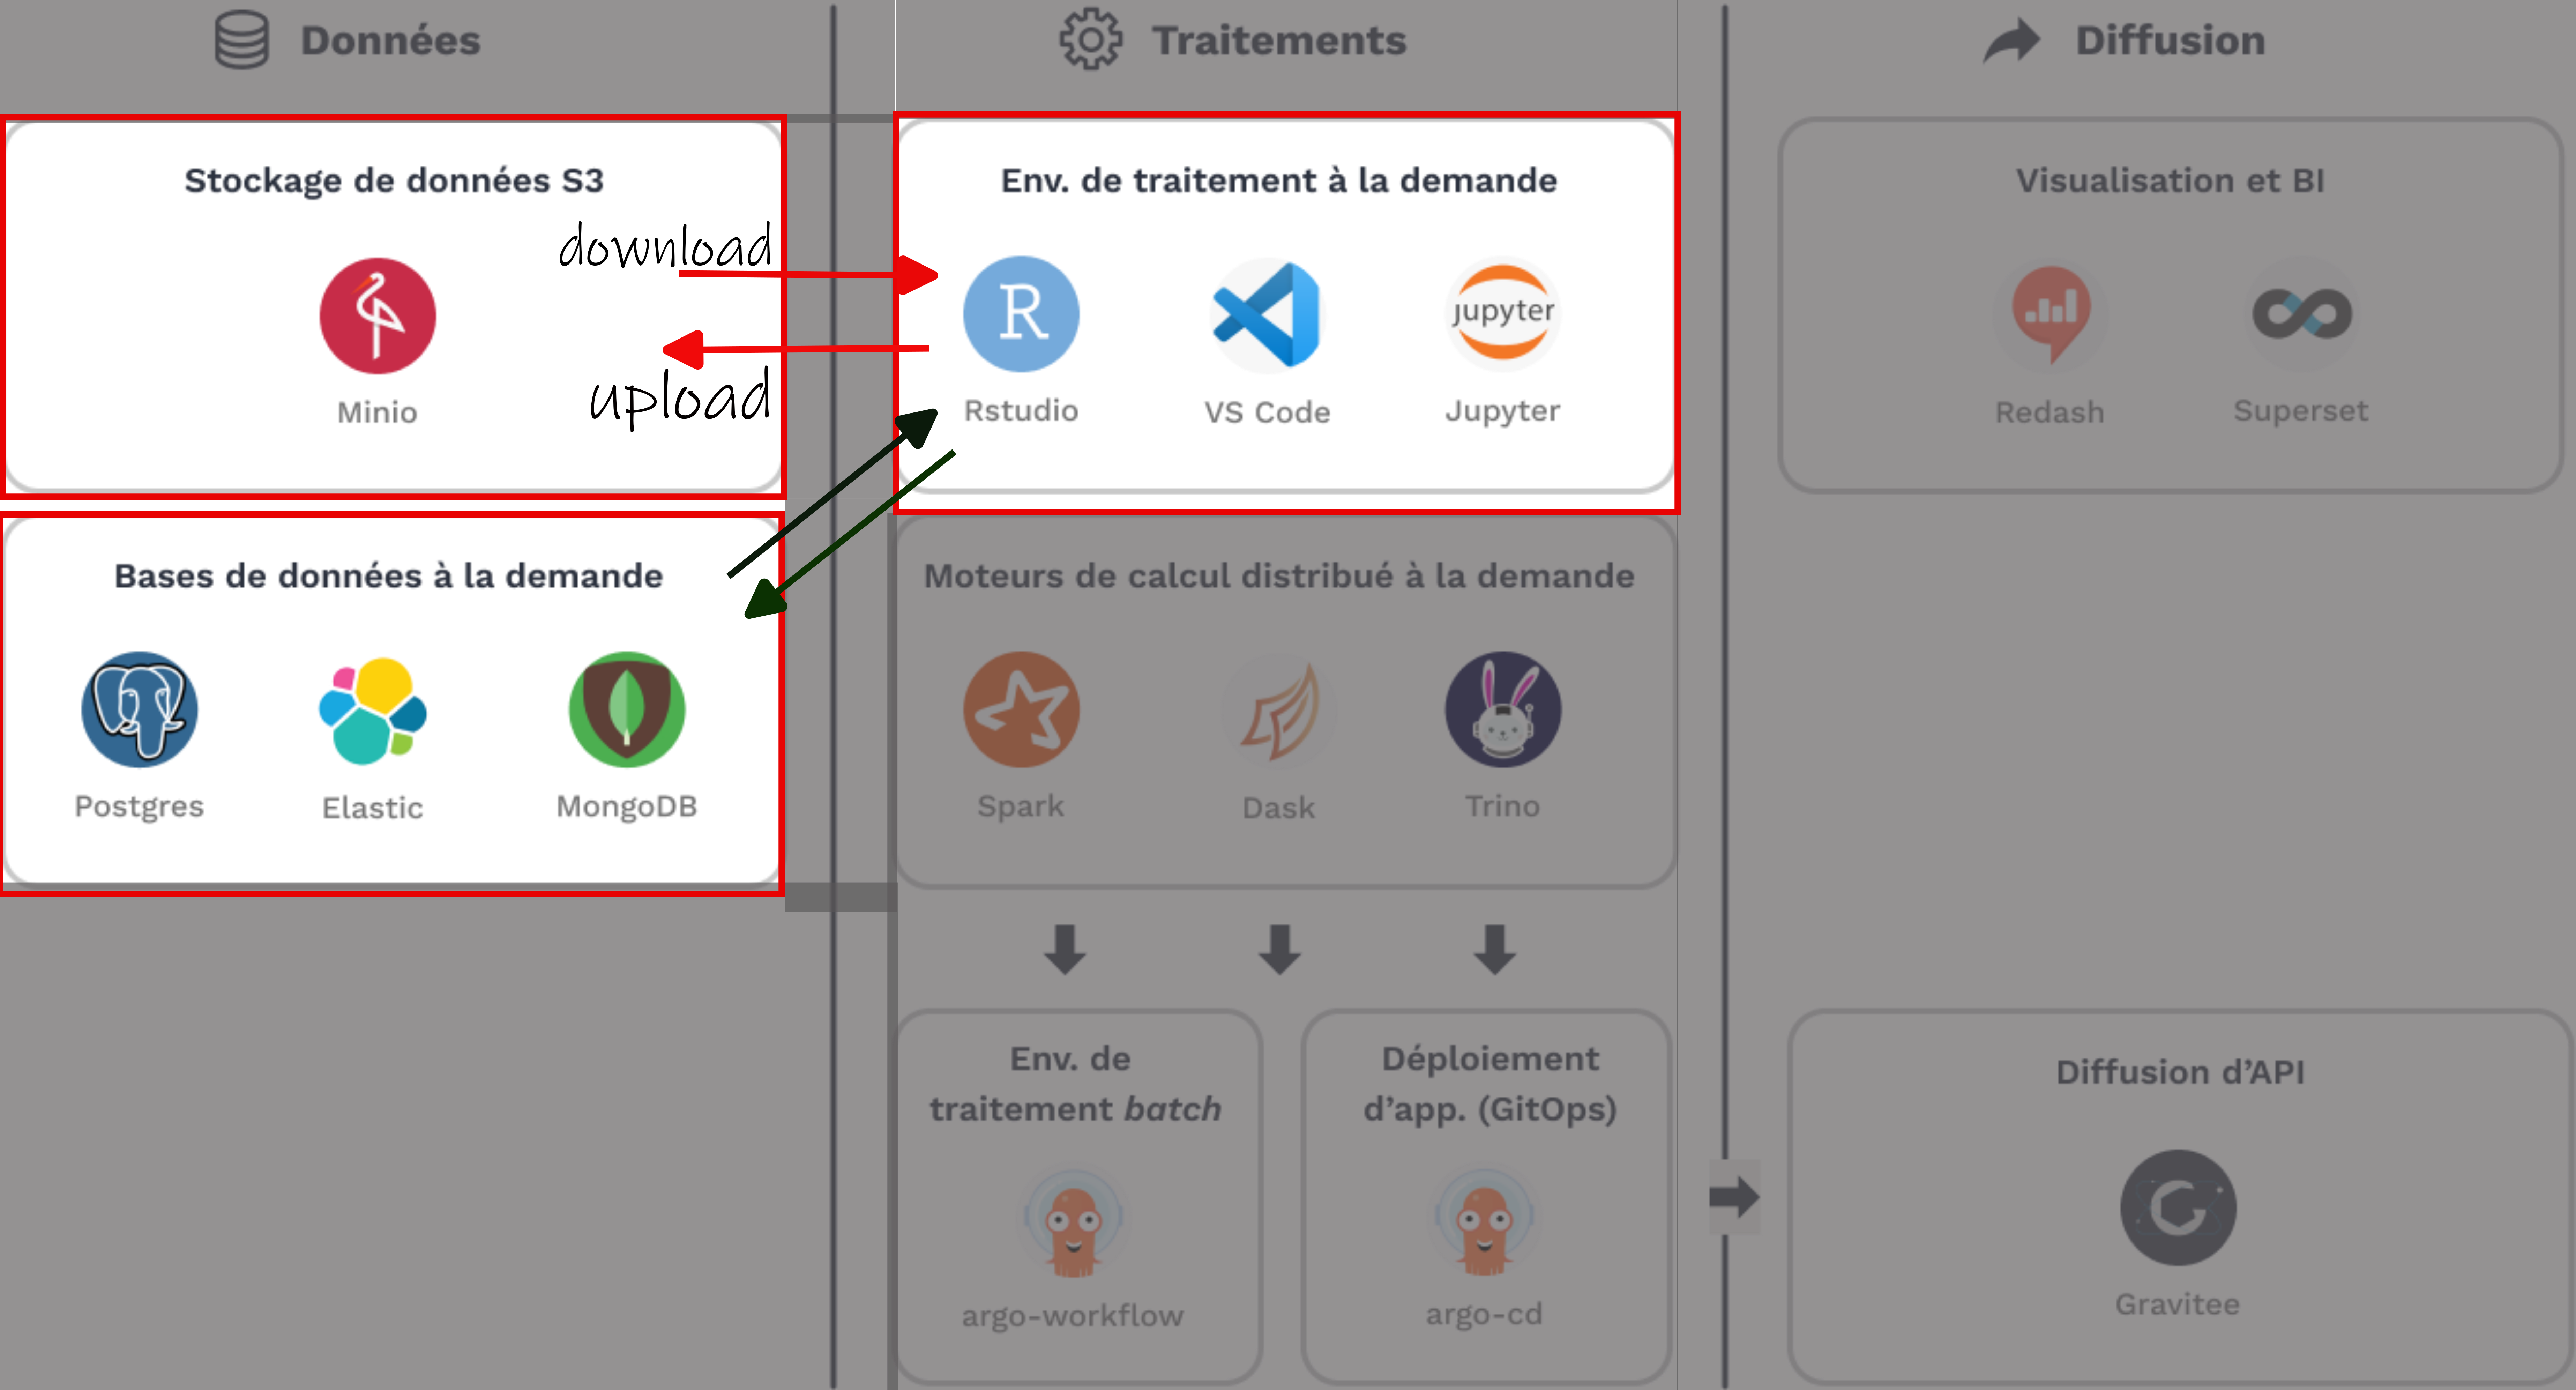 Données
Stockage de données S3
download
upload
Minio
Bases de données à la demande
Postgres
Elastic
MongoDB
Traitements
Env. de traitement à la demande
R
jupyter
Rstudio
VS Code
Jupyter
Moteurs de calcul distribué à la demande
Spark
Dask
Trino
Env. de
traitement batch
argo-workflow
Déploiement
d’app. (GitOps)
argo-cd
Diffusion
Visualisation et BI
Redash
Superset
Diffusion d’API
Gravitee